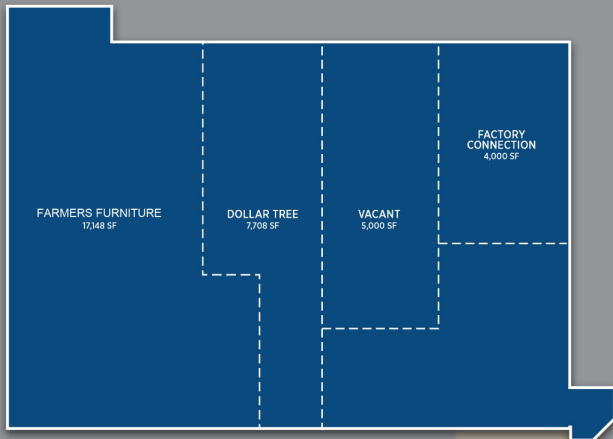 FARMERS FURNITURE
17,148 SF
DOLLAR TREE
7,708 SF
VACANT
5,000 SF
FACTORY
CONNECTION
4,000 SF